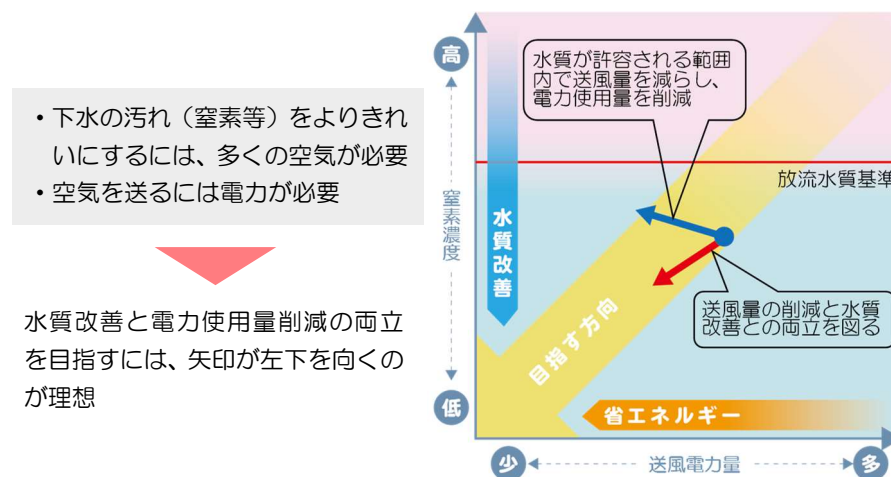 ・下水の汚れ（窒素等）をよりきれ
いにするには、多くの空気が必要
・空気を送るには電力が必要
水質改善と電力使用量削減の両立
を目指すには、矢印が左下を向くの
が理想
高
窒素濃度
低
水質改善
水質が許容される範囲
内で送風量を減らし、
電力使用量を削減
放流水質基準
送風量の削減と水質
改善との両立を図る
目指す方向
省エネルギー
少
送風電力量
多